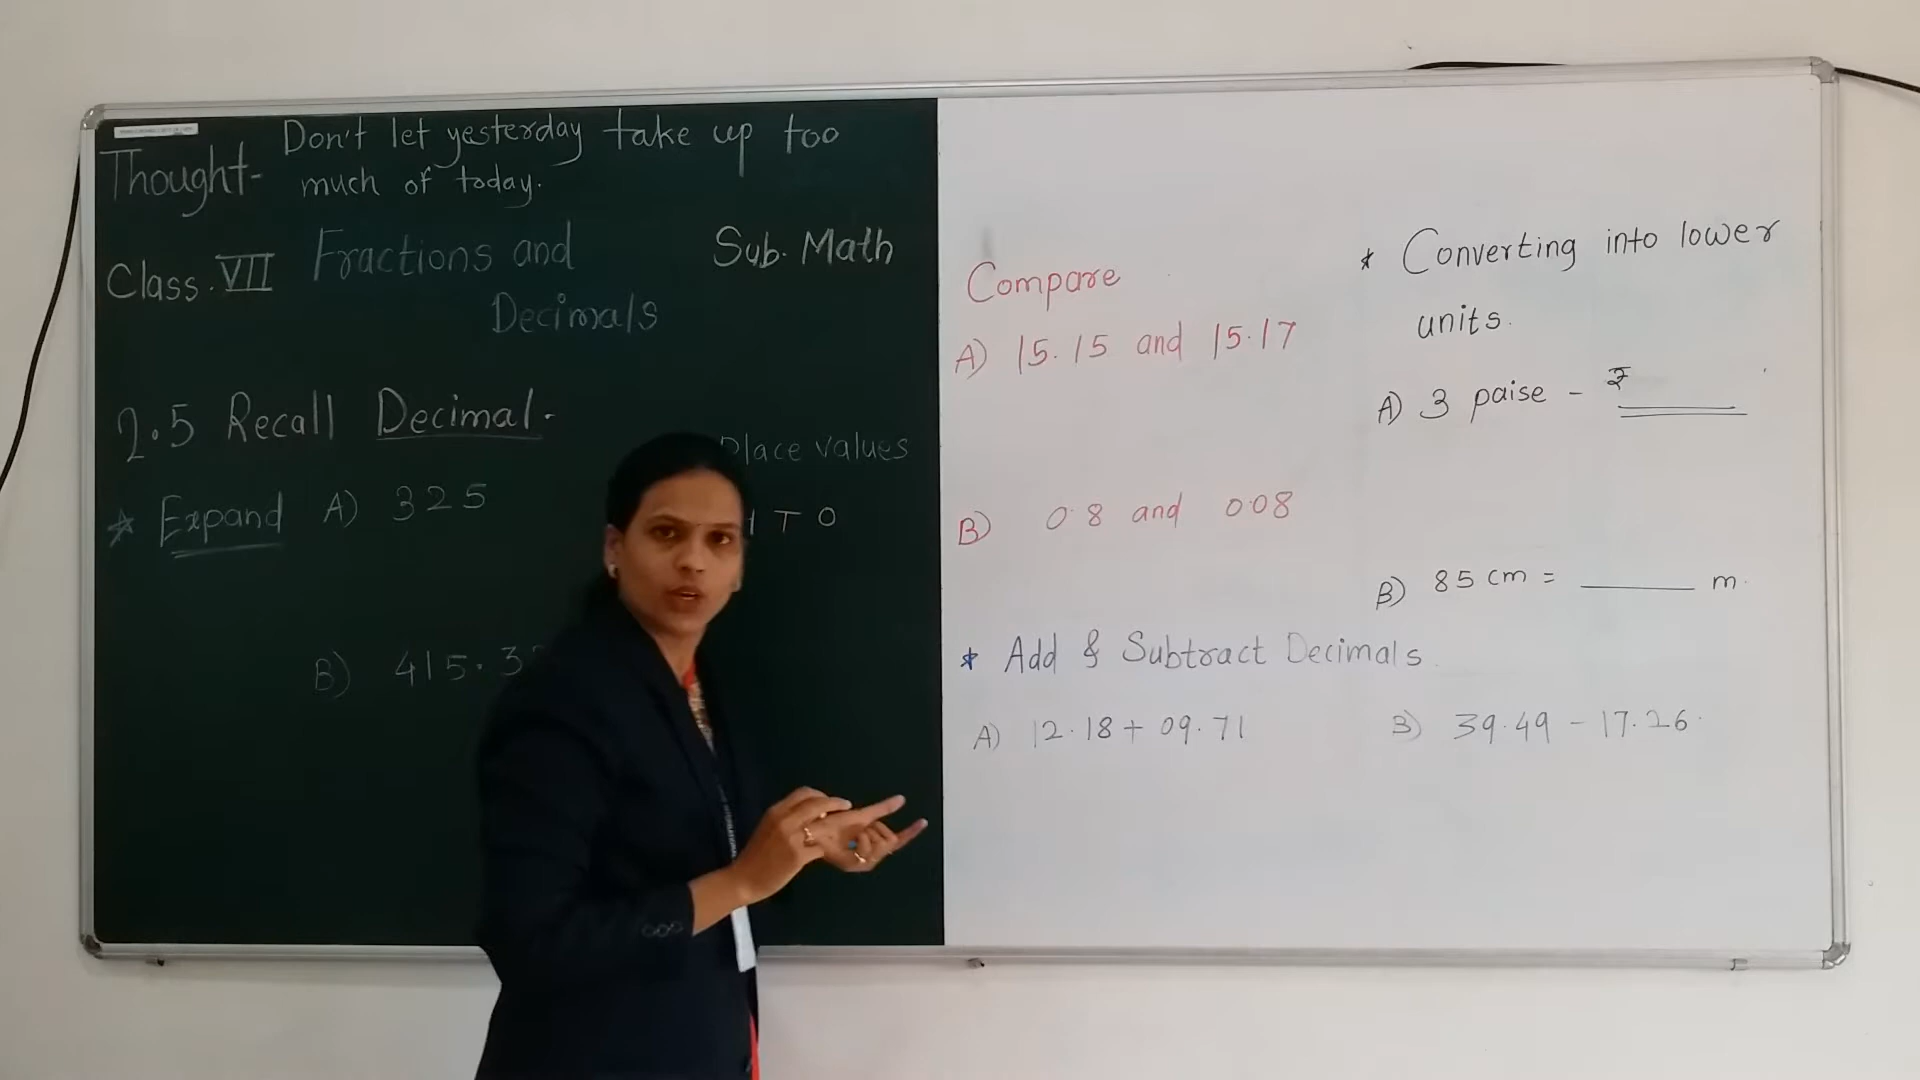 Thought- Don't let yesterday take up too
much of today.
Class. VII Fractions and Decimals
Sub. Math
2.5 Recall Decimal.
* Expand A) 325
B) 415.3
Place values
H T O
Compare
A) 15.15 and 15.17
B) 0.8 and 0.08
* Converting into lower
units.
A) 3 paise - ₹ ____
B) 85 cm = ____ m.
* Add & Subtract Decimals.
A) 12.18 + 09.71
B) 39.49 - 17.26.